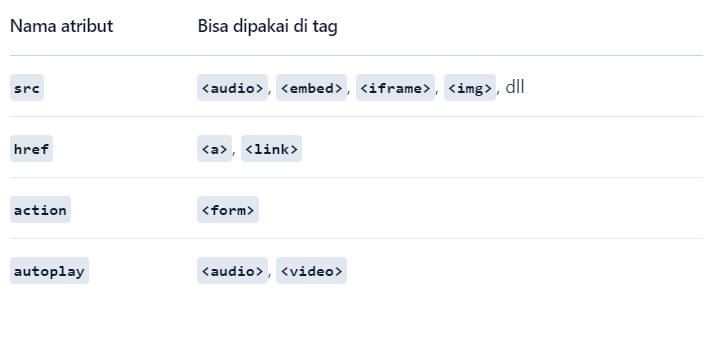 Nama atribut Bisa dipakai di tag
src <audio>, <embed>, <iframe>, <img>, dll
href <a>, <link>
action <form>
autoplay <audio>, <video>